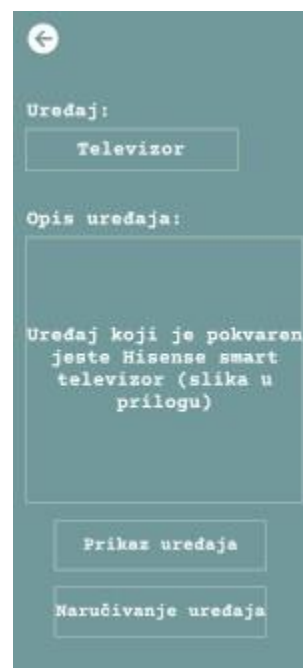 Uređaj:
Televizor
Opis uređaja:
Uređaj koji je pokvaren
jeste Hisense smart
televizor (slika u
prilogu)
Prikaz uređaja
Naručivanje uređaja